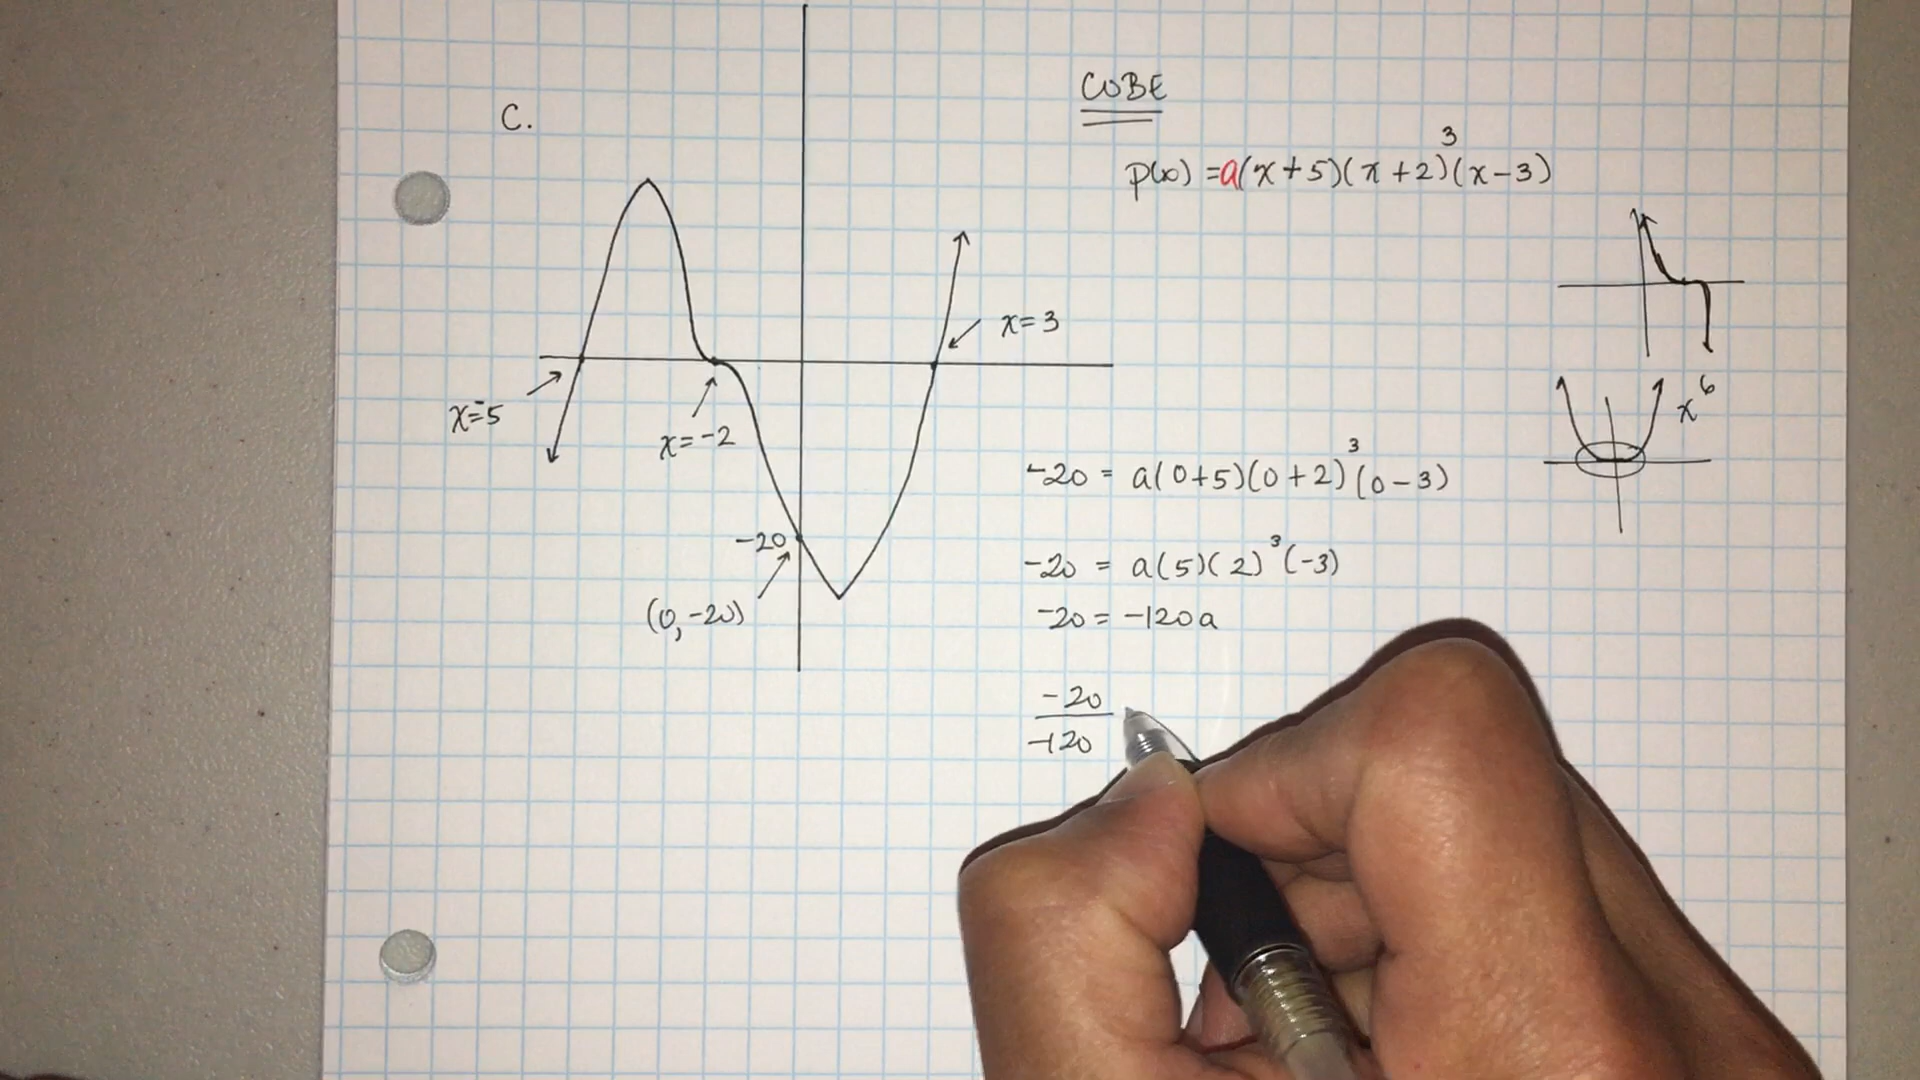 C.
CUBE
p(x) = a(x+5)(x+2)³(x-3)
x=3
x=-5
x=-2
x⁶
-20 = a(0+5)(0+2)³(0-3)
-20
-20 = a(5)(2)³(-3)
(0,-20)
-20 = -120a
-20
-120